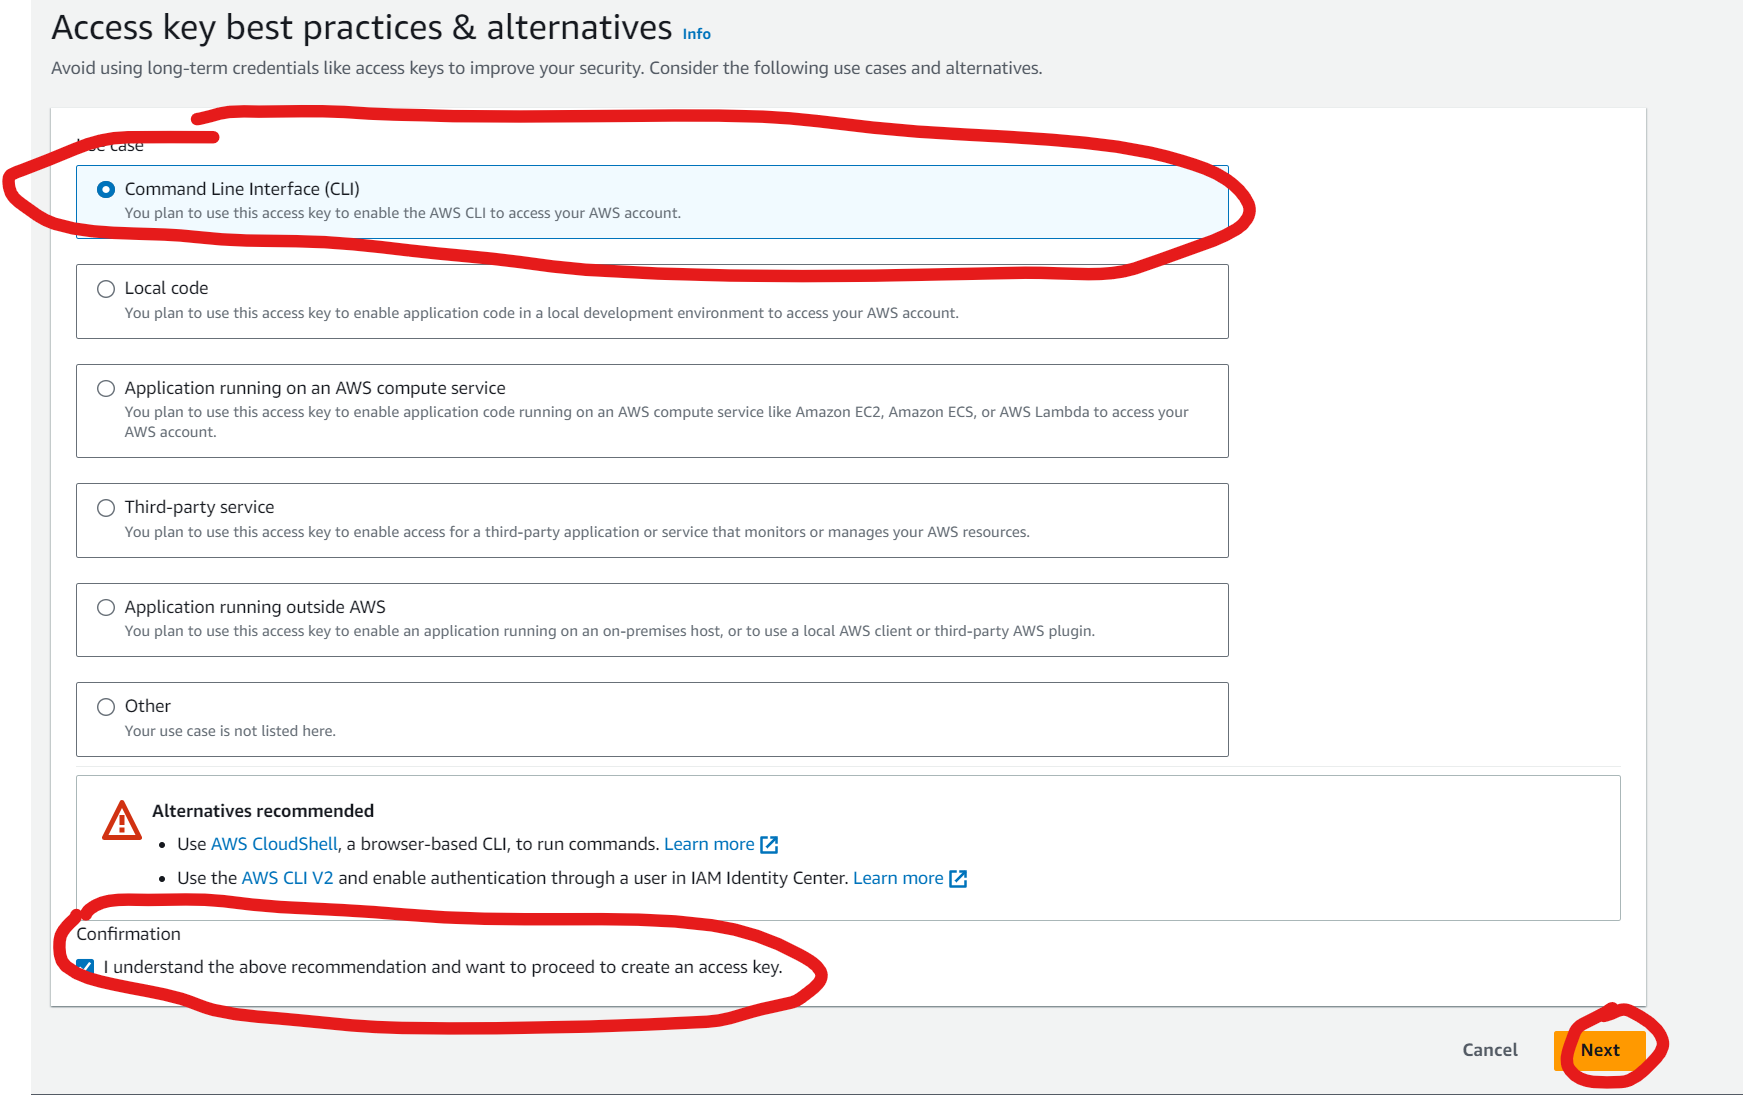 Access key best practices & alternatives Info
Avoid using long-term credentials like access keys to improve your security. Consider the following use cases and alternatives.
Use case
Command Line Interface (CLI)
You plan to use this access key to enable the AWS CLI to access your AWS account.
Local code
You plan to use this access key to enable application code in a local development environment to access your AWS account.
Application running on an AWS compute service
You plan to use this access key to enable application code running on an AWS compute service like Amazon EC2, Amazon ECS, or AWS Lambda to access your
AWS account.
Third-party service
You plan to use this access key to enable access for a third-party application or service that monitors or manages your AWS resources.
Application running outside AWS
You plan to use this access key to enable an application running on an on-premises host, or to use a local AWS client or third-party AWS plugin.
Other
Your use case is not listed here.
Alternatives recommended
• Use AWS CloudShell, a browser-based CLI, to run commands. Learn more
• Use the AWS CLI V2 and enable authentication through a user in IAM Identity Center. Learn more
Confirmation
I understand the above recommendation and want to proceed to create an access key.
Cancel Next